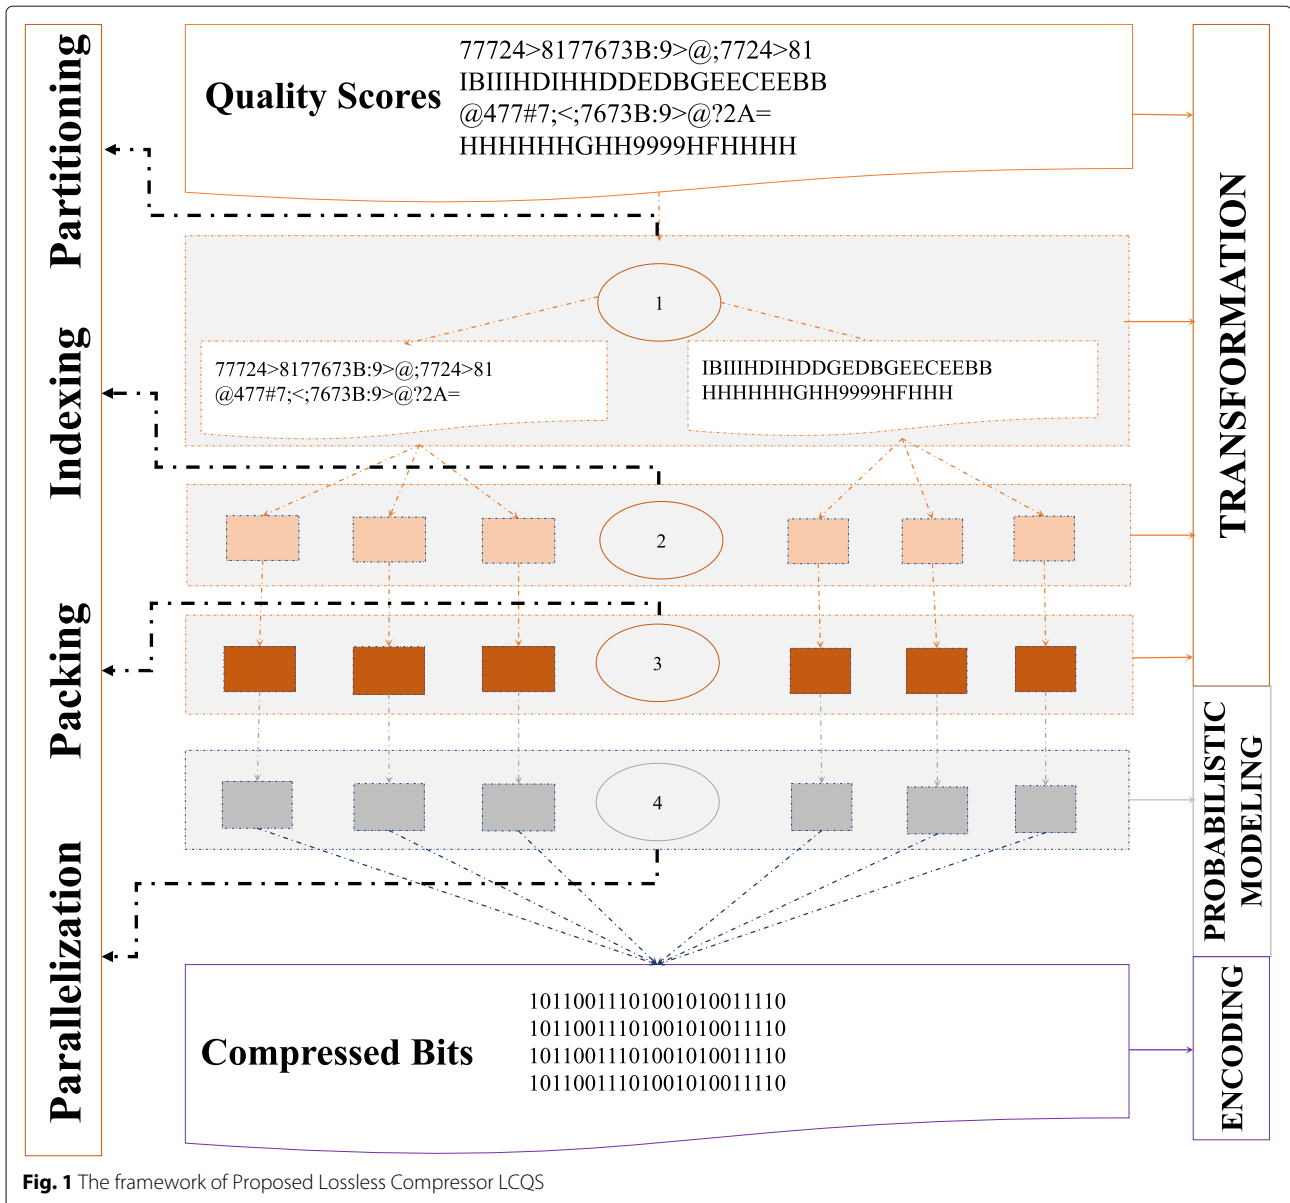 Partitioning
Indexing
Packing
Parallelization
Quality Scores
77724>8177673B:9>@;7724>81
IBIIIHDIHHDDEDBGEECEEBB
@477#7;<;7673B:9>@?2A=
HHHHHHGHH9999HFHHHH
1
77724>8177673B:9>@;7724>81
@477#7;<;7673B:9>@?2A=
IBIIIHDIHDDGEDBGEECEEBB
HHHHHHGHH9999HFHHH
2
3
4
Compressed Bits
10110011101001010011110
10110011101001010011110
10110011101001010011110
10110011101001010011110
TRANSFORMATION
PROBABILISTIC
MODELING
ENCODING
Fig. 1 The framework of Proposed Lossless Compressor LCQS